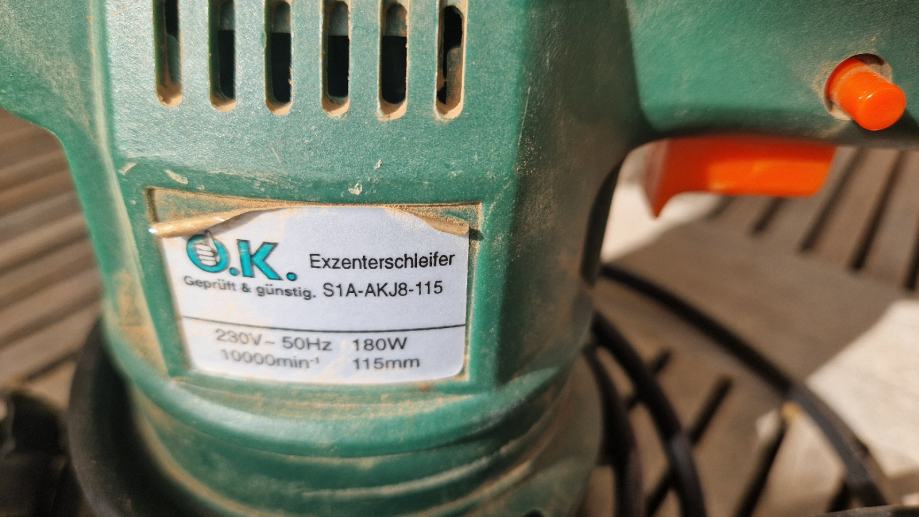 O.K. Exzenterschleifer
Geprüft & günstig. S1A-AKJ8-115
230V~ 50Hz 180W
10000min⁻¹ 115mm